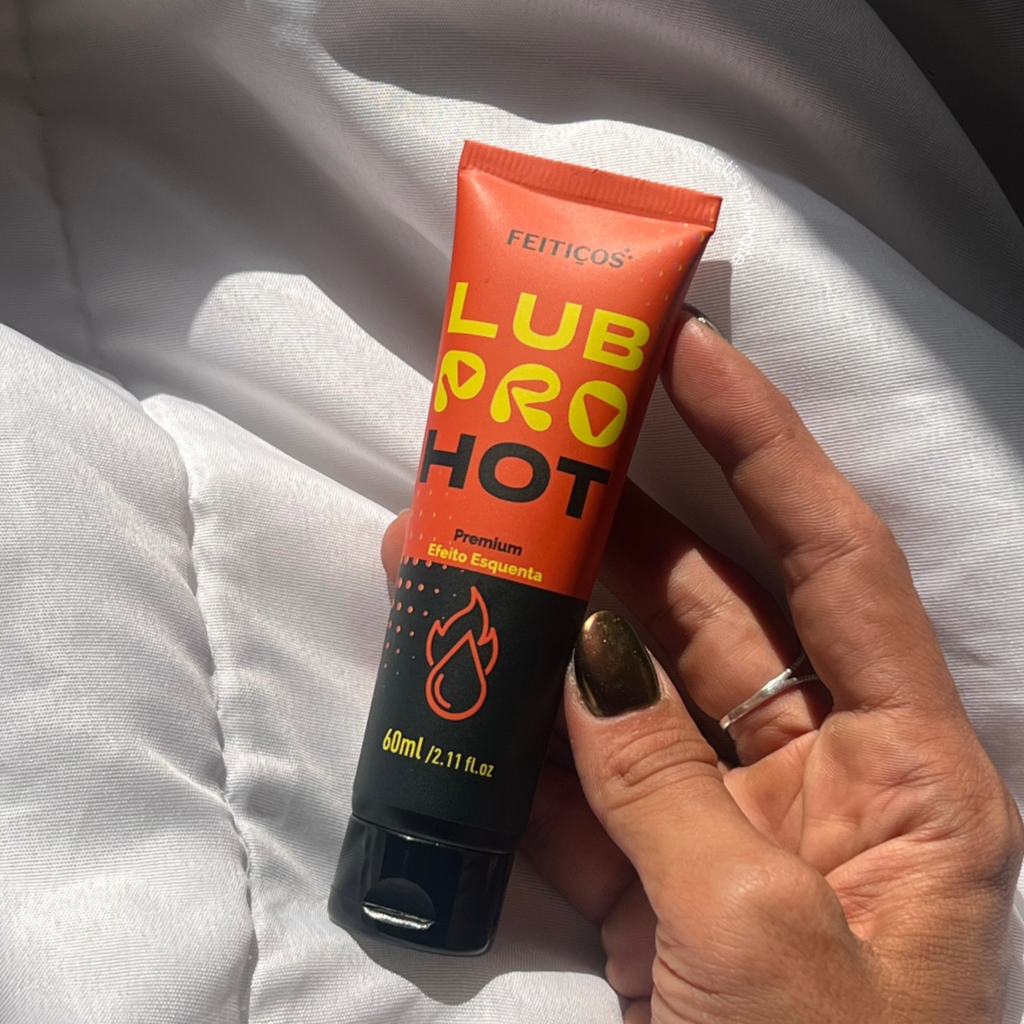 FEITIÇOS
LUB
PRO
HOT
Premium
Efeito Esquenta
60ml /2.11 fl.oz